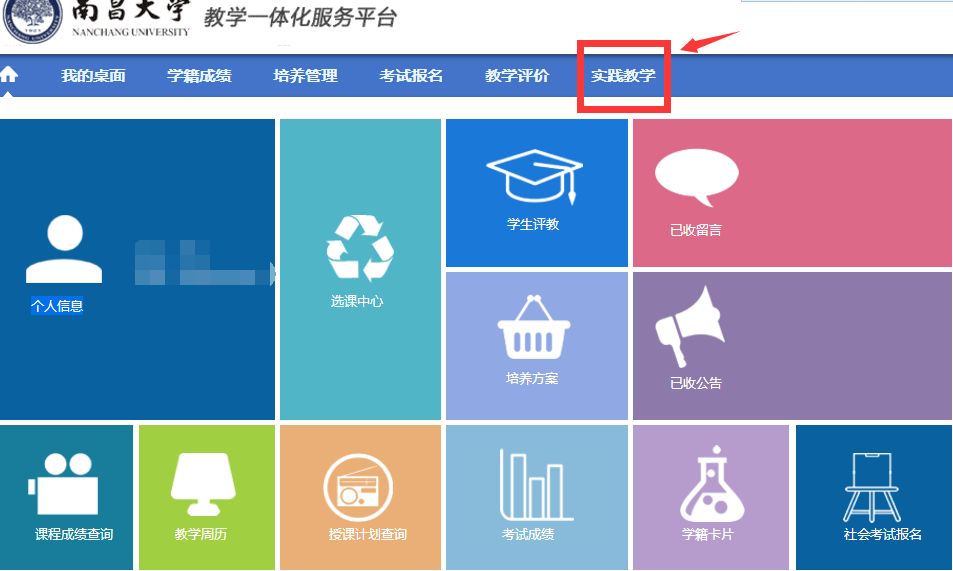 南昌大学
NANCHANG UNIVERSITY
教学一体化服务平台
我的桌面 学籍成绩 培养管理 考试报名 教学评价 实践教学
个人信息
选课中心
学生评教
已收留言
培养方案
已收公告
课程成绩查询
教学周历
授课计划查询
考试成绩
学籍卡片
社会考试报名